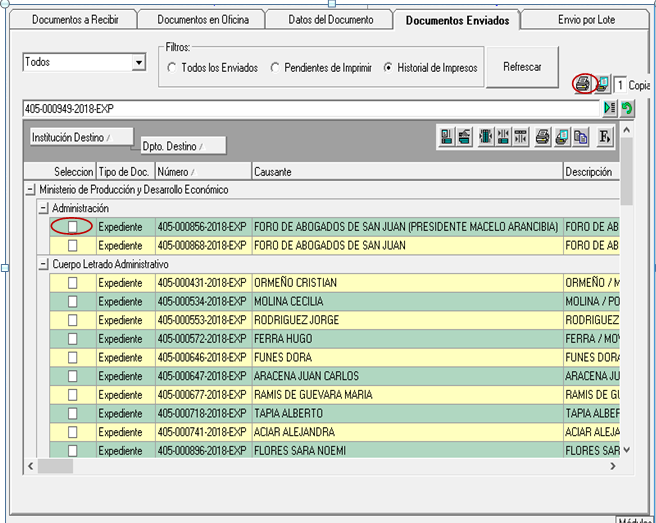 Documentos a Recibir Documentos en Oficina Datos del Documento Documentos Enviados Envio por Lote
Filtros:
Todos Todos los Enviados Pendientes de Imprimir Historial de Impresos Refrescar
1 Copia
405-000949-2018-EXP
Institución Destino
Dpto. Destino
Seleccion Tipo de Doc. Número Causante Descripción
Ministerio de Producción y Desarrollo Económico
Administración
Expediente 405-000856-2018-EXP FORO DE ABOGADOS DE SAN JUAN (PRESIDENTE MACELO ARANCIBIA) FORO DE AB
Expediente 405-000868-2018-EXP FORO DE ABOGADOS DE SAN JUAN FORO DE AB
Cuerpo Letrado Administrativo
Expediente 405-000431-2018-EXP ORMEÑO CRISTIAN ORMEÑO / M
Expediente 405-000534-2018-EXP MOLINA CECILIA MOLINA / PO
Expediente 405-000553-2018-EXP RODRIGUEZ JORGE RODRIGUEZ
Expediente 405-000572-2018-EXP FERRA HUGO FERRA / MOV
Expediente 405-000646-2018-EXP FUNES DORA FUNES DORA
Expediente 405-000647-2018-EXP ARACENA JUAN CARLOS ARACENA JU
Expediente 405-000677-2018-EXP RAMIS DE GUEVARA MARIA RAMIS DE GU
Expediente 405-000718-2018-EXP TAPIA ALBERTO TAPIA ALBER
Expediente 405-000741-2018-EXP ACIAR ALEJANDRA ACIAR ALEJA
Expediente 405-000896-2018-EXP FLORES SARA NOEMI FLORES SAR